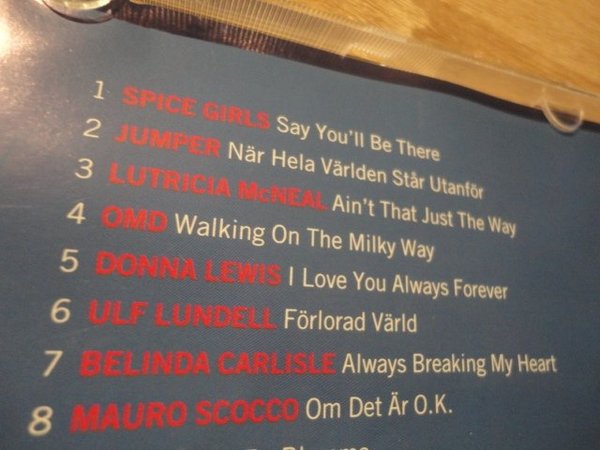 1 SPICE GIRLS Say You'll Be There
2 JUMPER När Hela Världen Står Utanför
3 LUTRICIA McNEAL Ain't That Just The Way
4 OMD Walking On The Milky Way
5 DONNA LEWIS I Love You Always Forever
6 ULF LUNDELL Förlorad Värld
7 BELINDA CARLISLE Always Breaking My Heart
8 MAURO SCOCCO Om Det Är O.K.